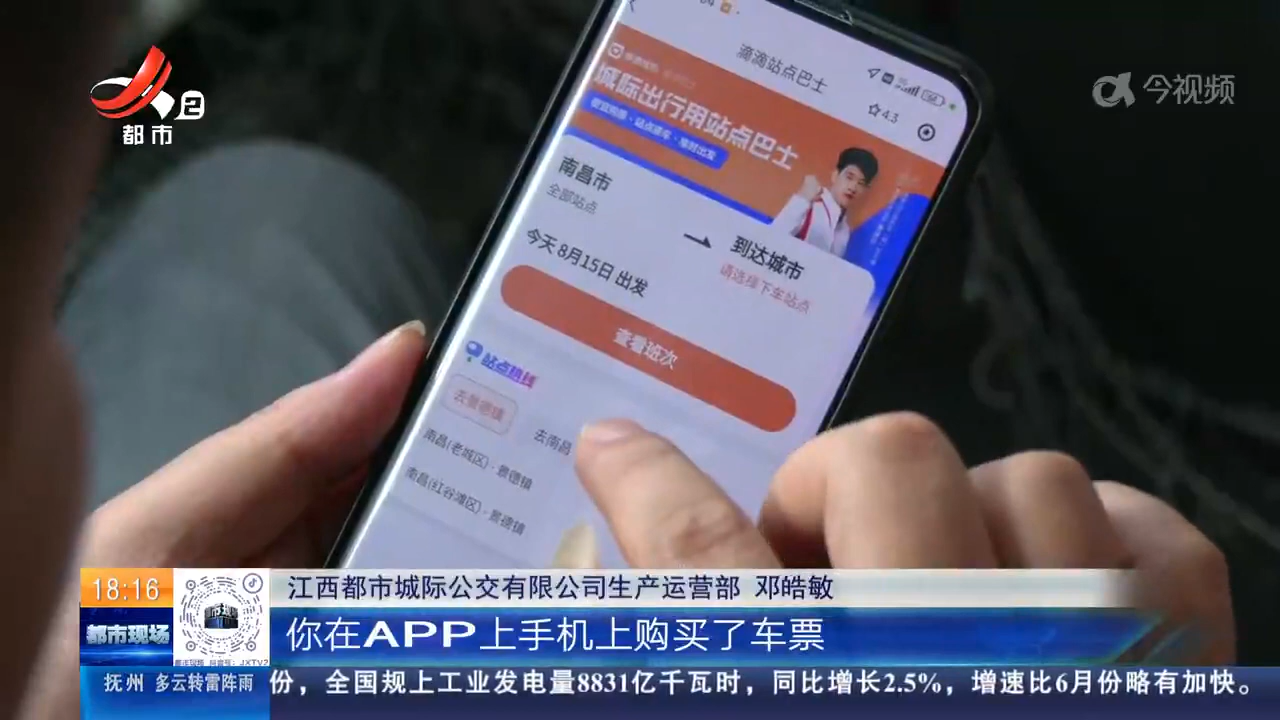 2
都市
今视频
滴滴站点巴士
4.3
城际出行用站点巴士
南昌市
全部站点
到达城市
请选择下车站点
今天8月15日 出发
查看班次
站点热线
去景德镇
去南昌
南昌(老城区) - 景德镇
南昌(红谷滩区) - 景德镇
18:16
江西都市城际公交有限公司生产运营部 邓皓敏
都市现场
你在APP上手机上购买了车票
抚州 多云转雷阵雨
份，全国规上工业发电量8831亿千瓦时，同比增长2.5%，增速比6月份略有加快。